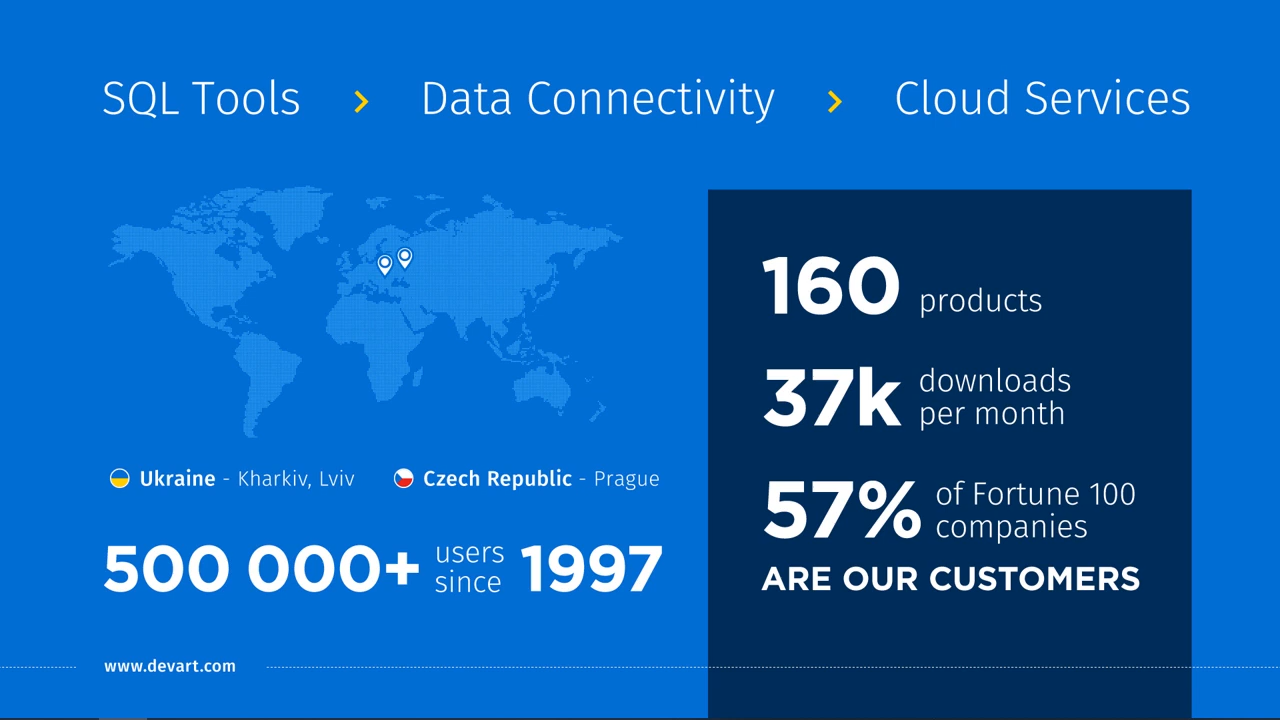 SQL Tools > Data Connectivity > Cloud Services
160 products
37k downloads
per month
57% of Fortune 100
companies
ARE OUR CUSTOMERS
Ukraine - Kharkiv, Lviv
Czech Republic - Prague
500 000+ users
since 1997
www.devart.com